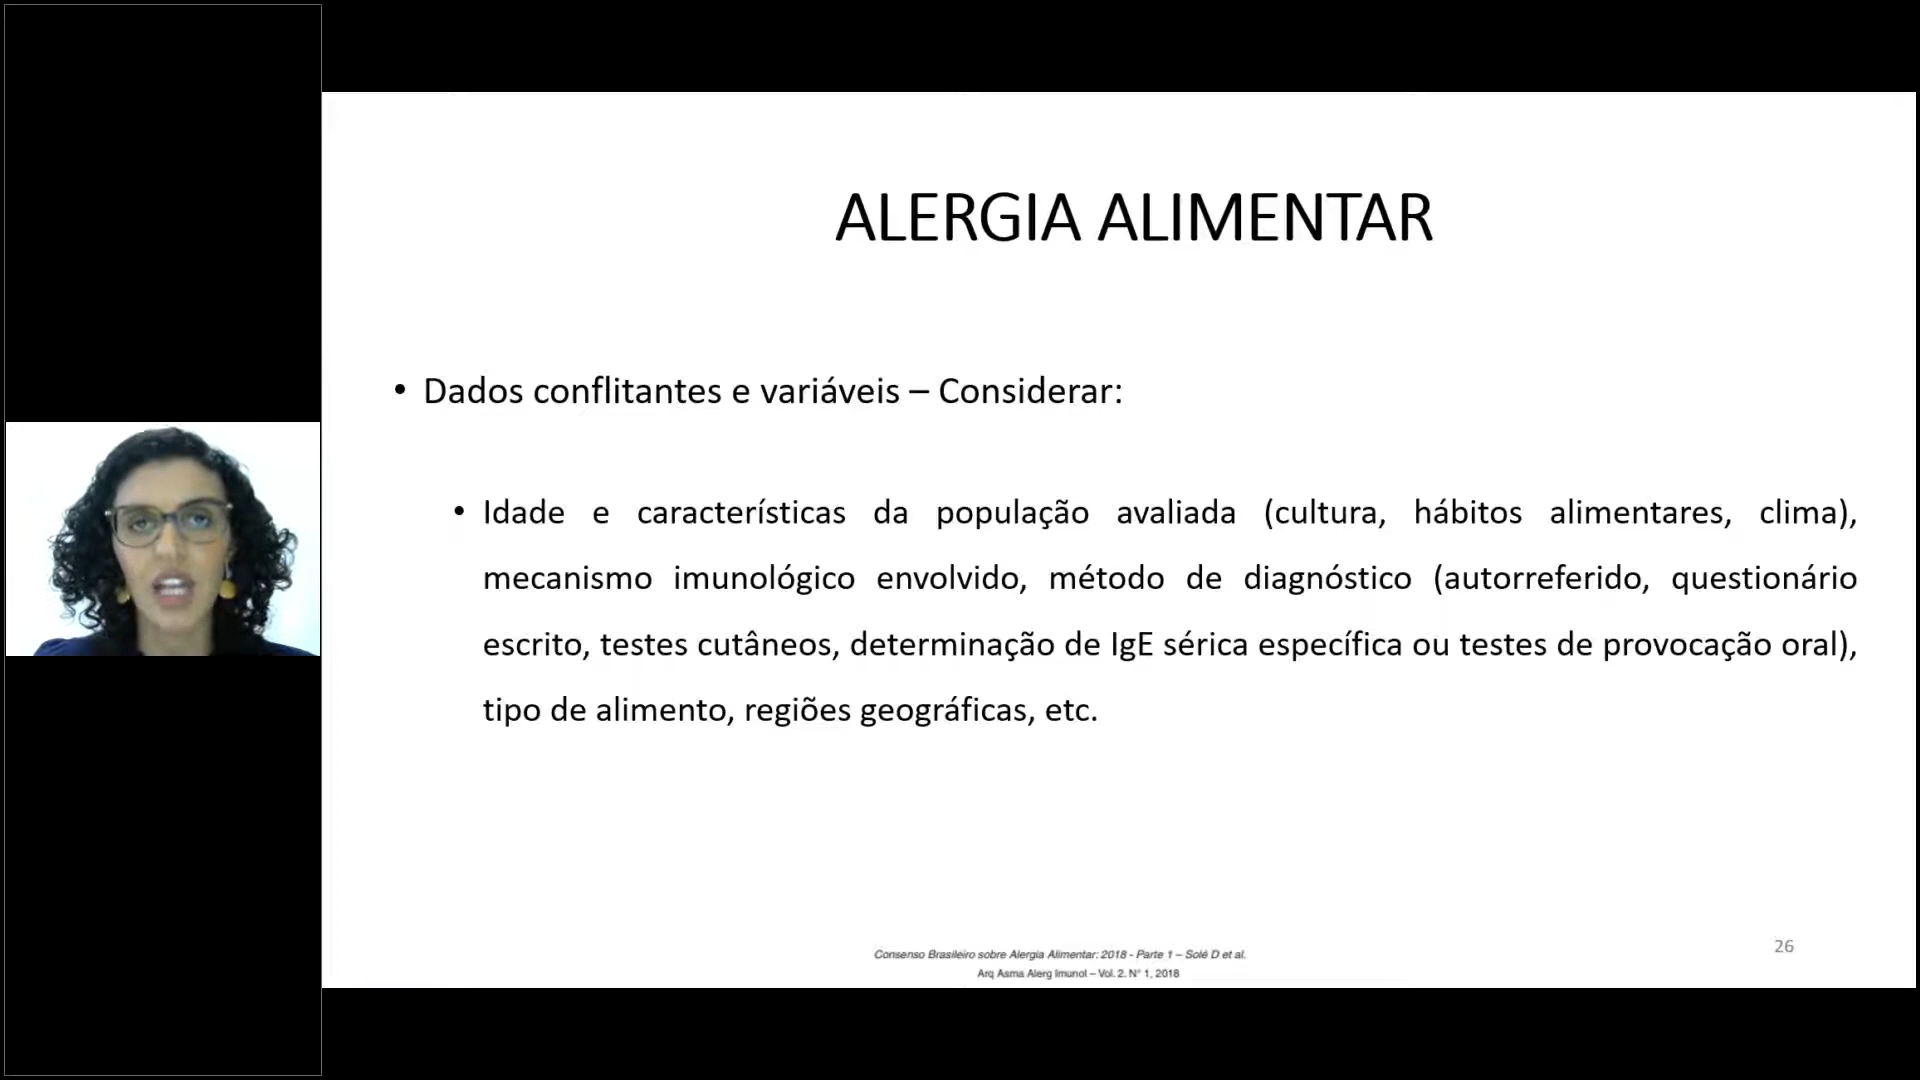 ALERGIA ALIMENTAR
• Dados conflitantes e variáveis – Considerar:
• Idade e características da população avaliada (cultura, hábitos alimentares, clima),
mecanismo imunológico envolvido, método de diagnóstico (autorreferido, questionário
escrito, testes cutâneos, determinação de IgE sérica específica ou testes de provocação oral),
tipo de alimento, regiões geográficas, etc.
Consenso Brasileiro sobre Alergia Alimentar: 2018 - Parte 1 – Solé D et al.
Arq Asma Alerg Imunol – Vol. 2. N° 1, 2018
26